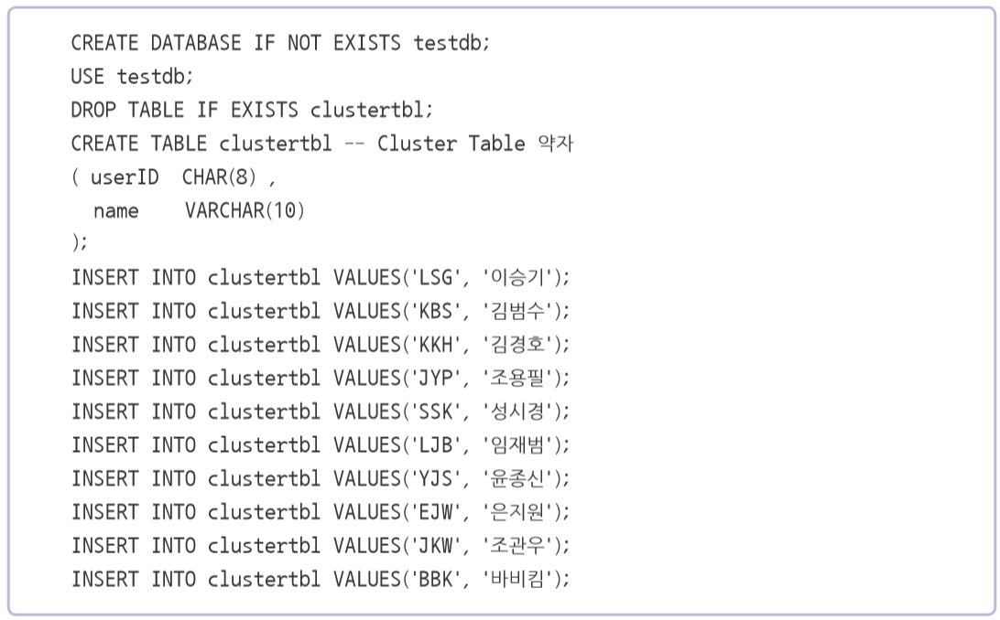 CREATE DATABASE IF NOT EXISTS testdb;
USE testdb;
DROP TABLE IF EXISTS clustertbl;
CREATE TABLE clustertbl -- Cluster Table 약자
( userID  CHAR(8) ,
  name    VARCHAR(10)
);
INSERT INTO clustertbl VALUES('LSG', '이승기');
INSERT INTO clustertbl VALUES('KBS', '김범수');
INSERT INTO clustertbl VALUES('KKH', '김경호');
INSERT INTO clustertbl VALUES('JYP', '조용필');
INSERT INTO clustertbl VALUES('SSK', '성시경');
INSERT INTO clustertbl VALUES('LJB', '임재범');
INSERT INTO clustertbl VALUES('YJS', '윤종신');
INSERT INTO clustertbl VALUES('EJW', '은지원');
INSERT INTO clustertbl VALUES('JKW', '조관우');
INSERT INTO clustertbl VALUES('BBK', '바비킴');